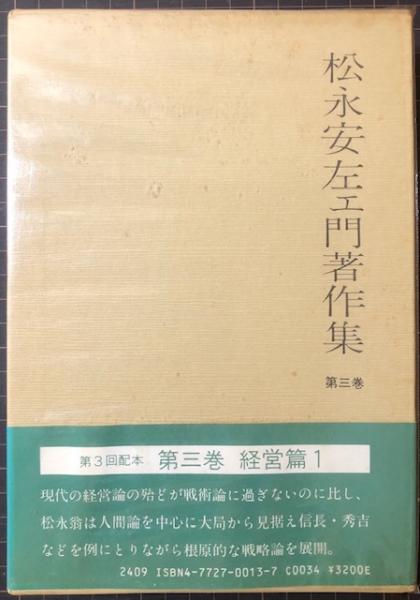 松永安左エ門著作集
第三巻
第3回配本 第三巻 経営篇1
現代の経営論の殆どが戦術論に過ぎないのに比し、
松永翁は人間論を中心に大局から見据え信長・秀吉
などを例にとりながら根原的な戦略論を展開。
2409 ISBN4-7727-0013-7 C0034 ¥3200E